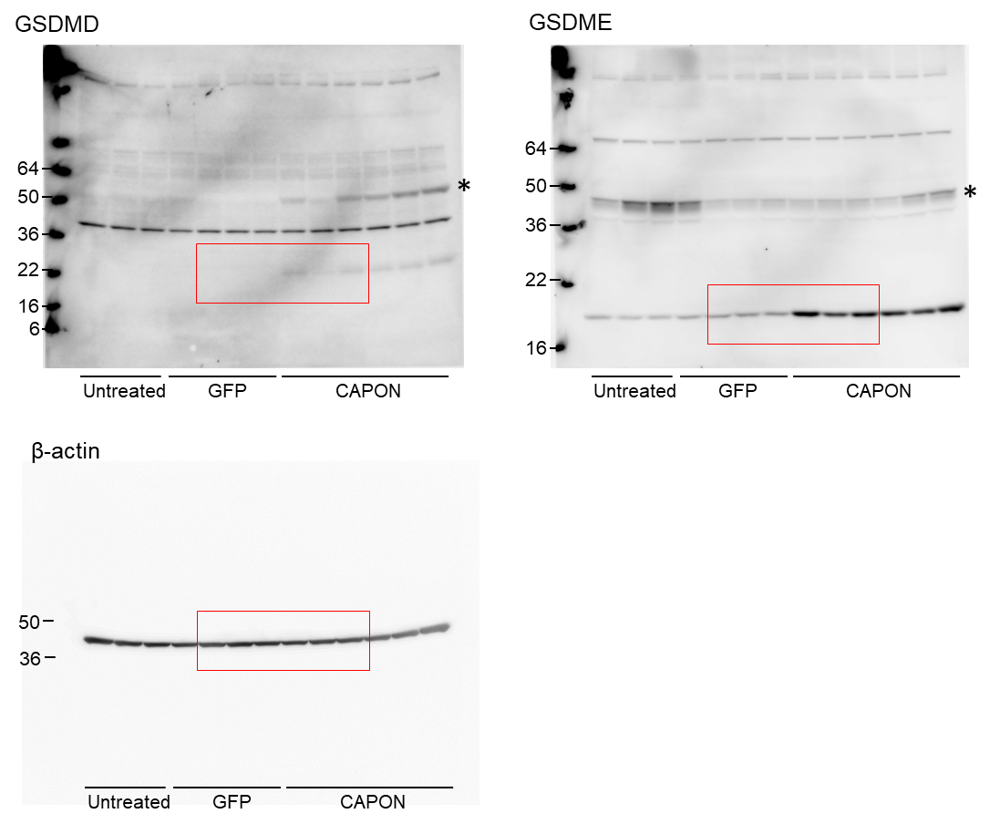 GSDMD
64
50
*
36
22
16
6
Untreated GFP CAPON
GSDME
64
50
*
36
22
16
Untreated GFP CAPON
β-actin
50
36
Untreated GFP CAPON